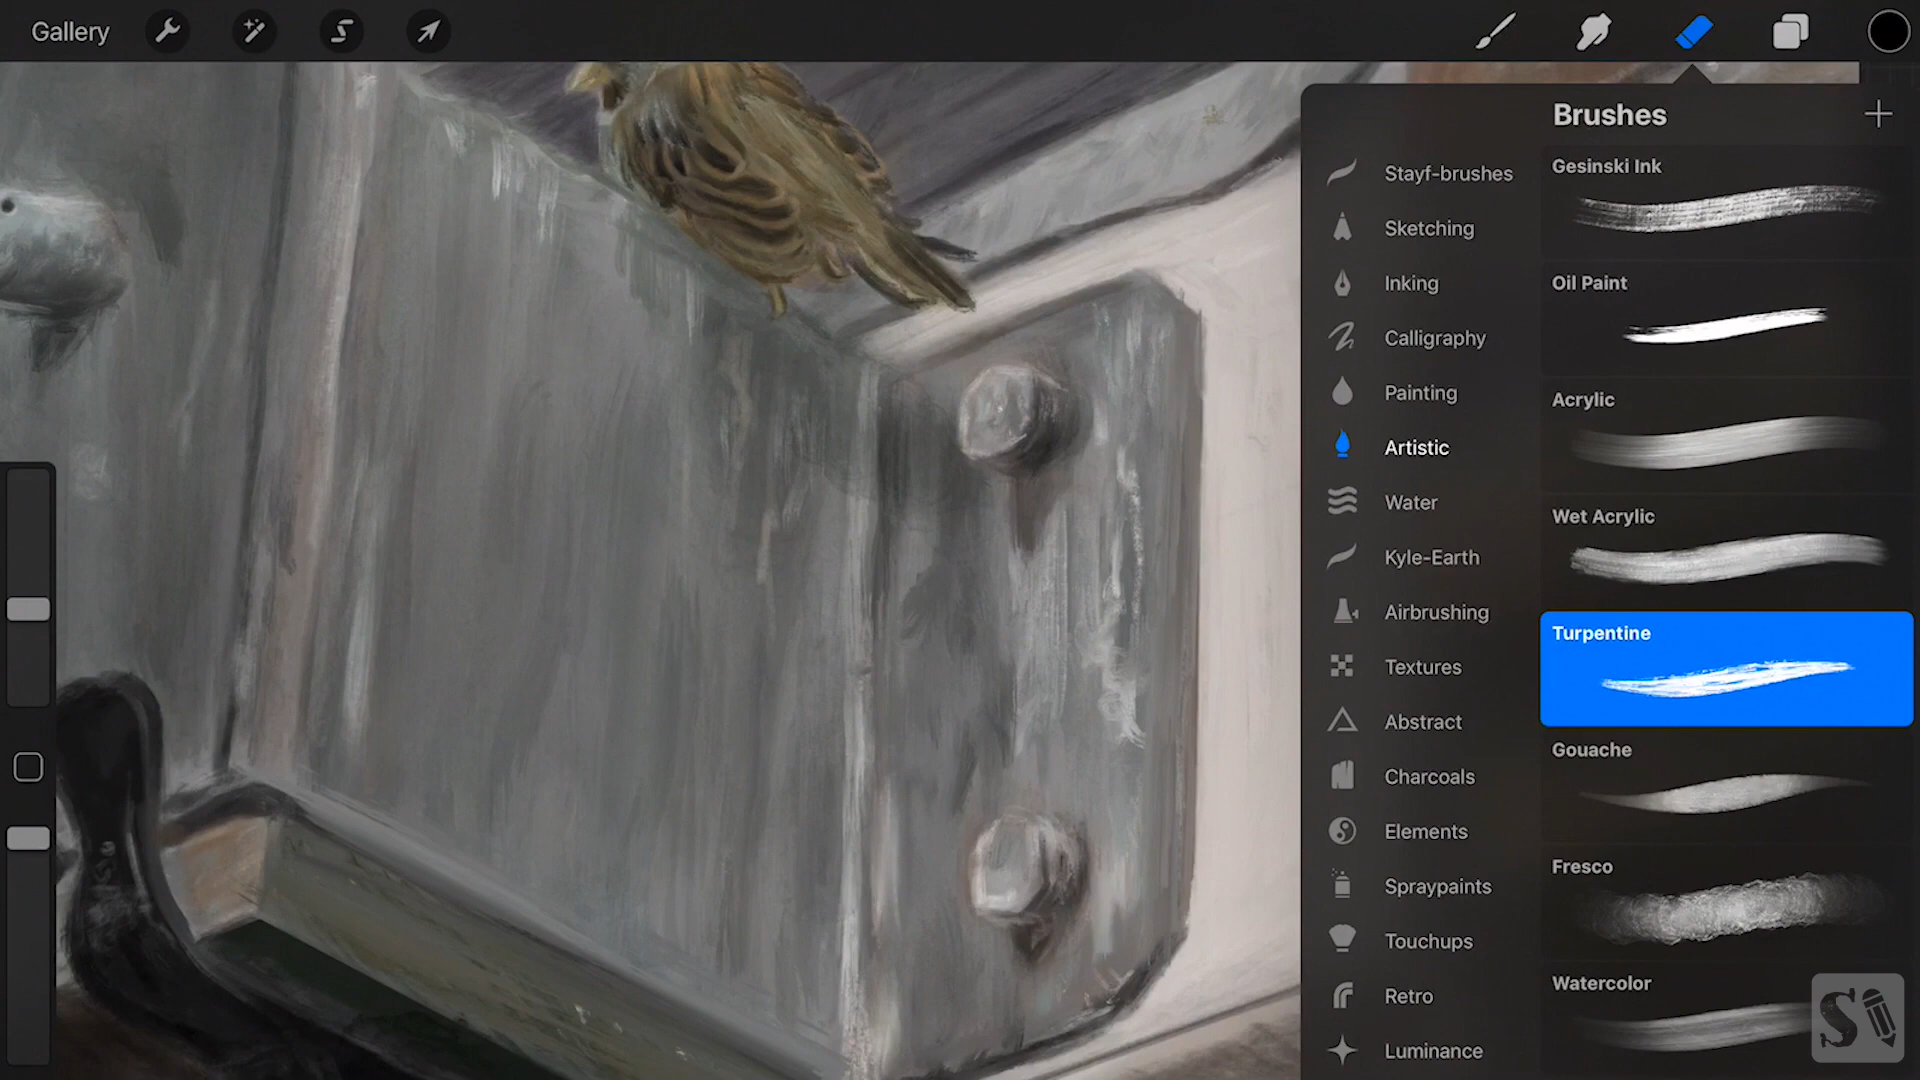 Gallery
Brushes
Stayf-brushes
Sketching
Inking
Calligraphy
Painting
Artistic
Water
Kyle-Earth
Airbrushing
Textures
Abstract
Charcoals
Elements
Spraypaints
Touchups
Retro
Luminance
Gesinski Ink
Oil Paint
Acrylic
Wet Acrylic
Turpentine
Gouache
Fresco
Watercolor
S